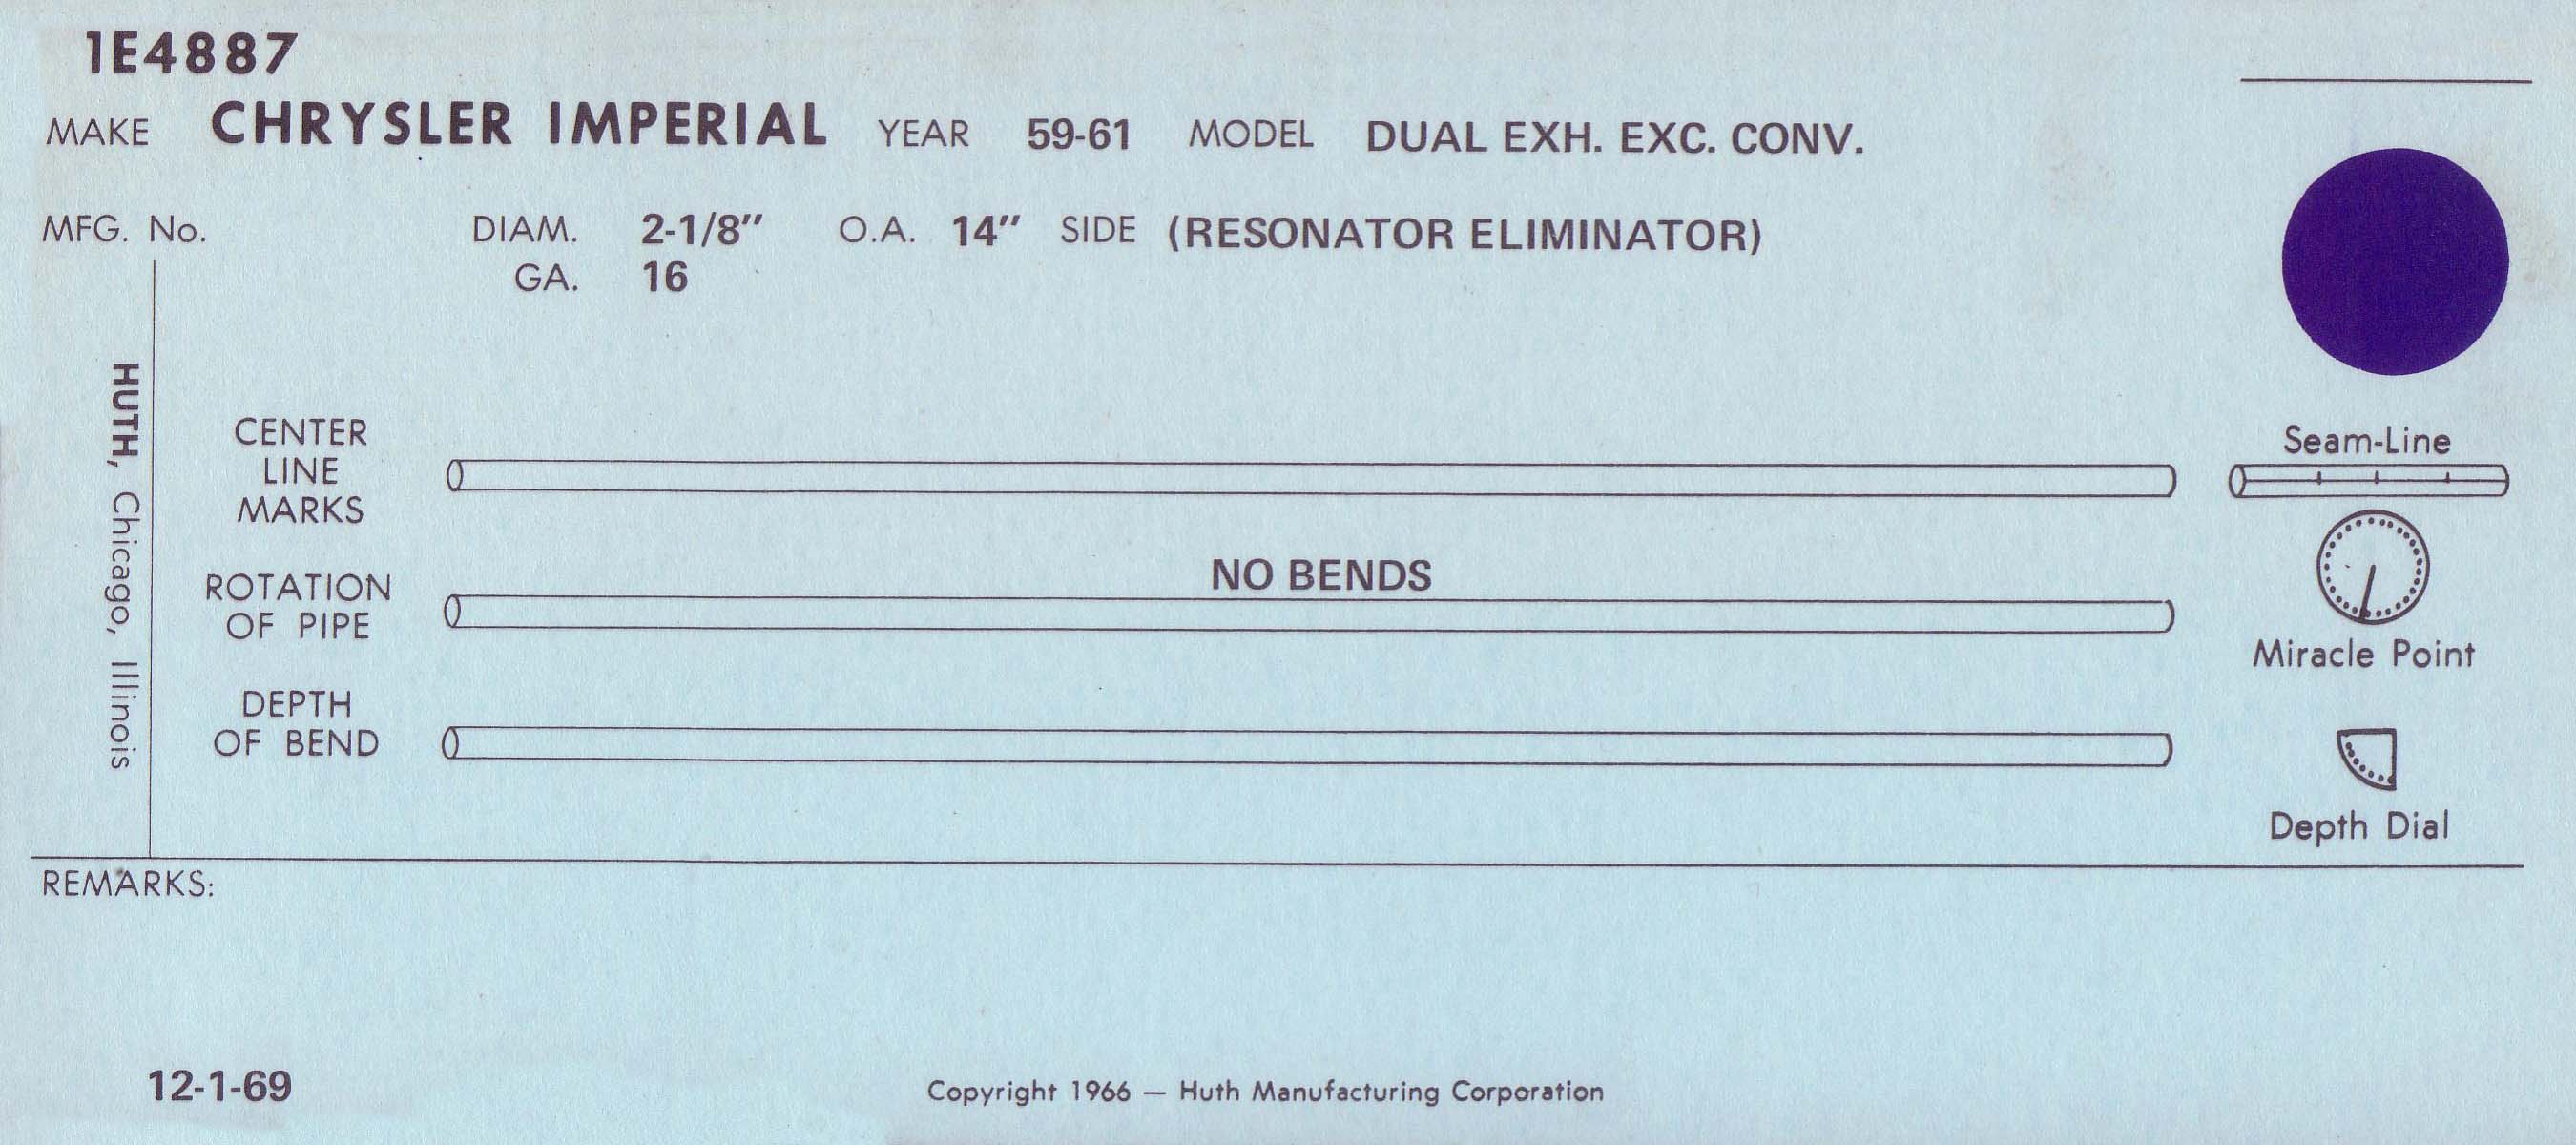 1E4887
MAKE CHRYSLER IMPERIAL YEAR 59-61 MODEL DUAL EXH. EXC. CONV.
MFG. No. DIAM. 2-1/8" O.A. 14" SIDE (RESONATOR ELIMINATOR)
GA. 16
HUTH, Chicago, Illinois
CENTER
LINE
MARKS
Seam-Line
NO BENDS
ROTATION
OF PIPE
Miracle Point
DEPTH
OF BEND
Depth Dial
REMARKS:
12-1-69
Copyright 1966 — Huth Manufacturing Corporation